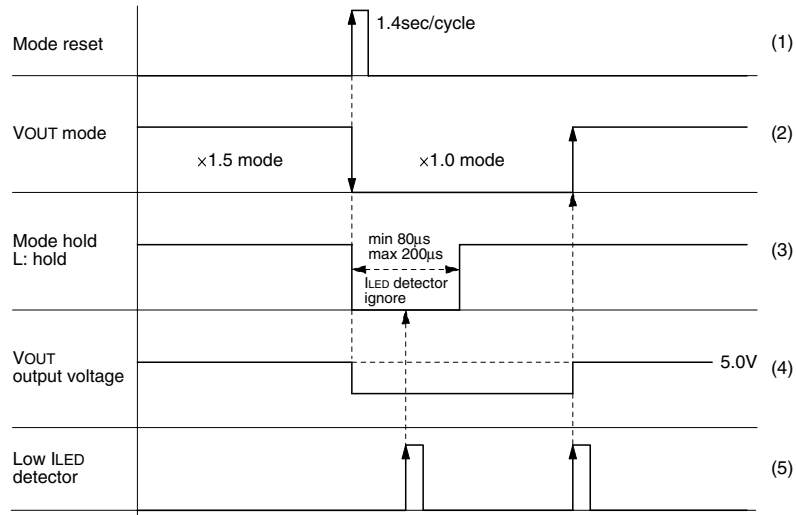 Mode reset
1.4sec/cycle
(1)
VOUT mode
×1.5 mode
×1.0 mode
(2)
Mode hold
L: hold
min 80μs
max 200μs
ILED detector
ignore
(3)
VOUT
output voltage
5.0V
(4)
Low ILED
detector
(5)